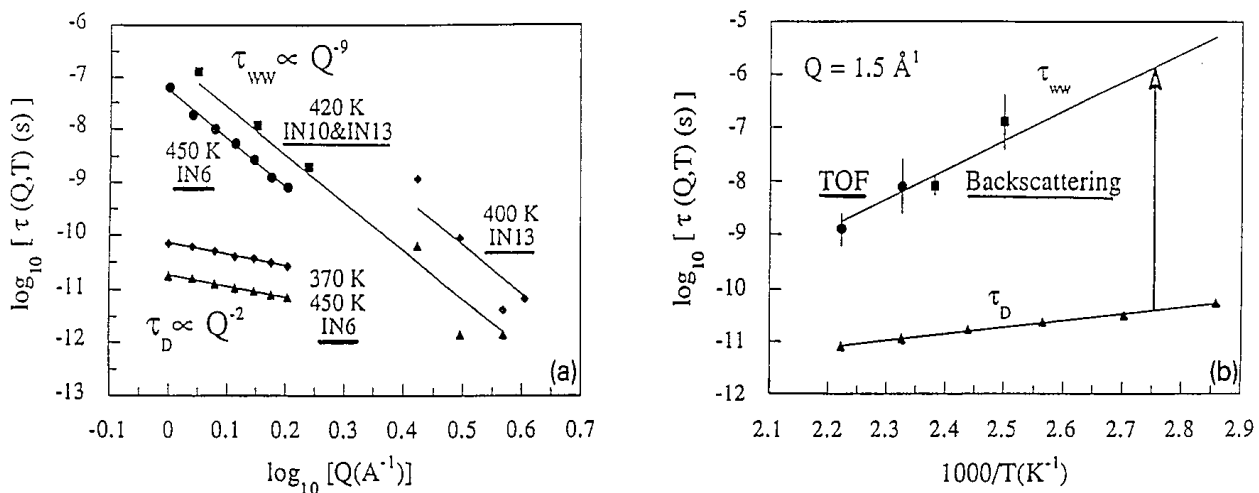 -6
-7
-8
-9
-10
-11
-12
-13
log10 [ τ (Q,T) (s) ]
τww ∝ Q^-9
420 K
IN10&IN13
450 K
IN6
400 K
IN13
370 K
450 K
IN6
τD ∝ Q^-2
(a)
-0.1 0 0.1 0.2 0.3 0.4 0.5 0.6 0.7
log10 [Q(A^-1)]
-5
-6
-7
-8
-9
-10
-11
-12
log10 [ τ (Q,T) (s) ]
Q = 1.5 Å^1
τww
TOF
Backscattering
τD
(b)
2.1 2.2 2.3 2.4 2.5 2.6 2.7 2.8 2.9
1000/T(K^-1)